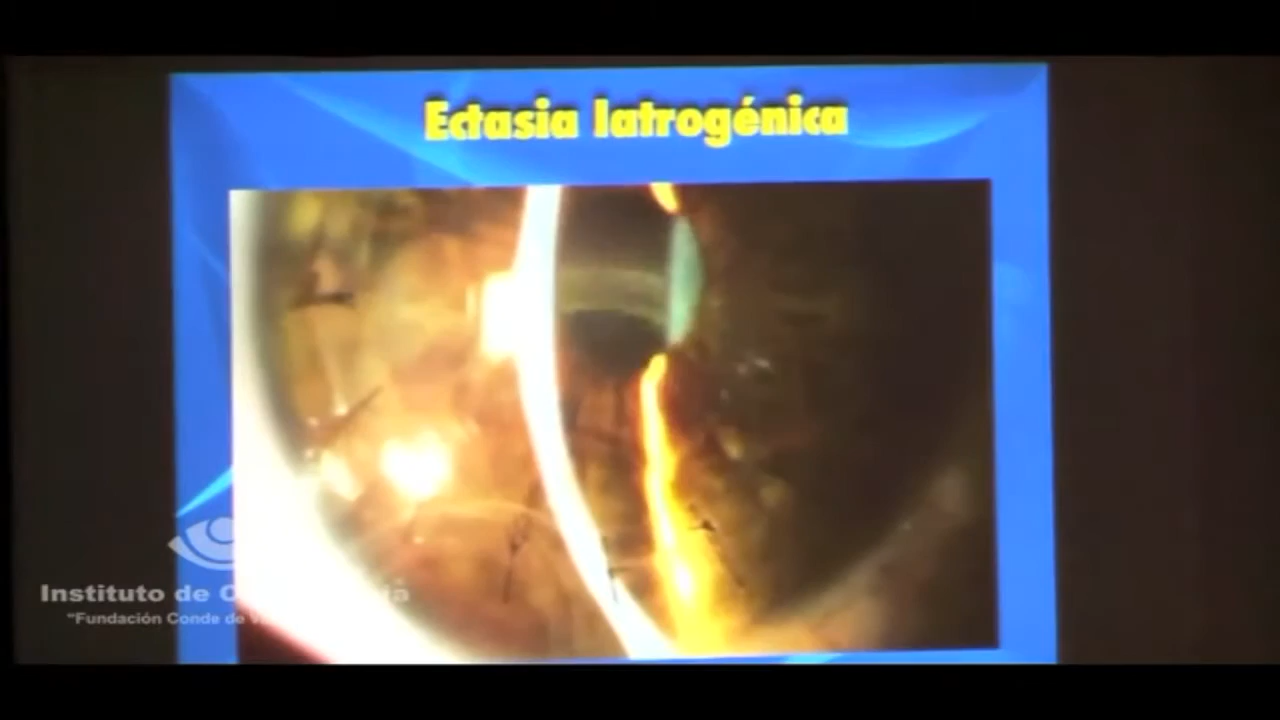 Ectasia Iatrogénica
Instituto de
"Fundación Conde de